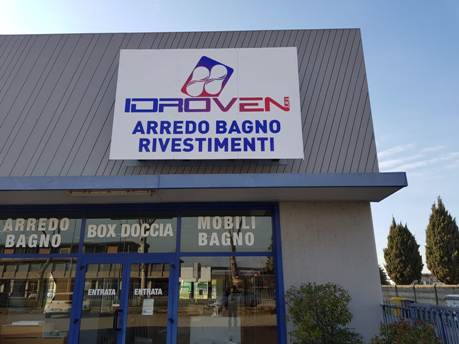 IDROVEN
ARREDO BAGNO
RIVESTIMENTI
ARREDO
BAGNO
BOX DOCCIA
MOBILI
BAGNO
ENTRATA
ENTRATA